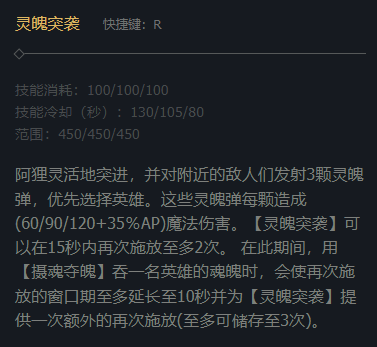 灵魄突袭 快捷键：R
技能消耗：100/100/100
技能冷却（秒）：130/105/80
范围：450/450/450
阿狸灵活地突进，并对附近的敌人们发射3颗灵魄
弹，优先选择英雄。这些灵魄弹每颗造成
(60/90/120+35%AP)魔法伤害。【灵魄突袭】可
以在15秒内再次施放至多2次。 在此期间，用
【摄魂夺魄】吞一名英雄的魂魄时，会使再次施
放的窗口期至多延长至10秒并为【灵魄突袭】提
供一次额外的再次施放(至多可储存至3次)。